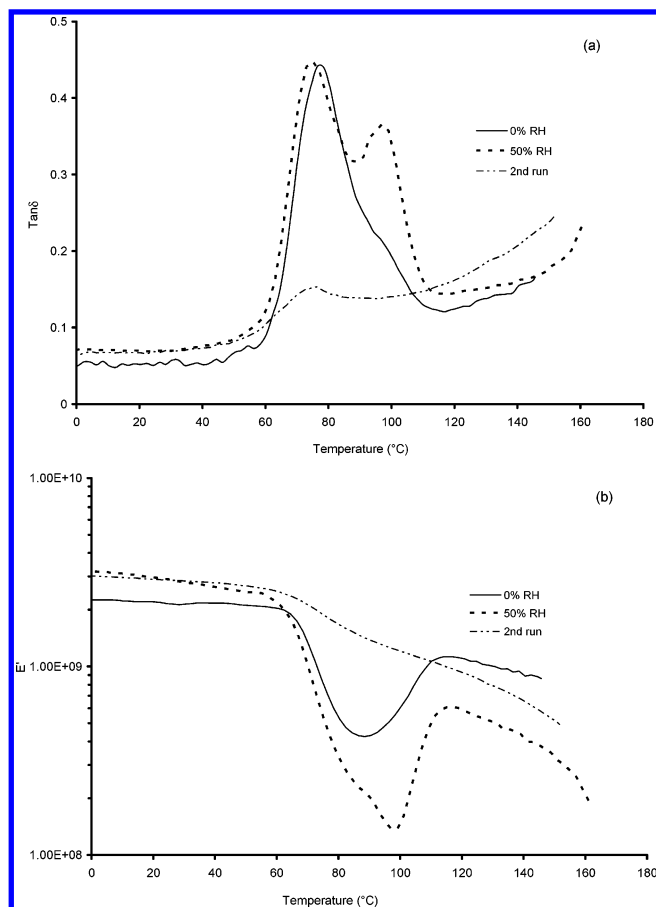 (a)
0.5
0.4
0.3
0.2
0.1
0
Tanδ
0% RH
50% RH
2nd run
0 20 40 60 80 100 120 140 160 180
Temperature (°C)
(b)
1.00E+10
1.00E+09
1.00E+08
E'
0% RH
50% RH
2nd run
0 20 40 60 80 100 120 140 160 180
Temperature (°C)